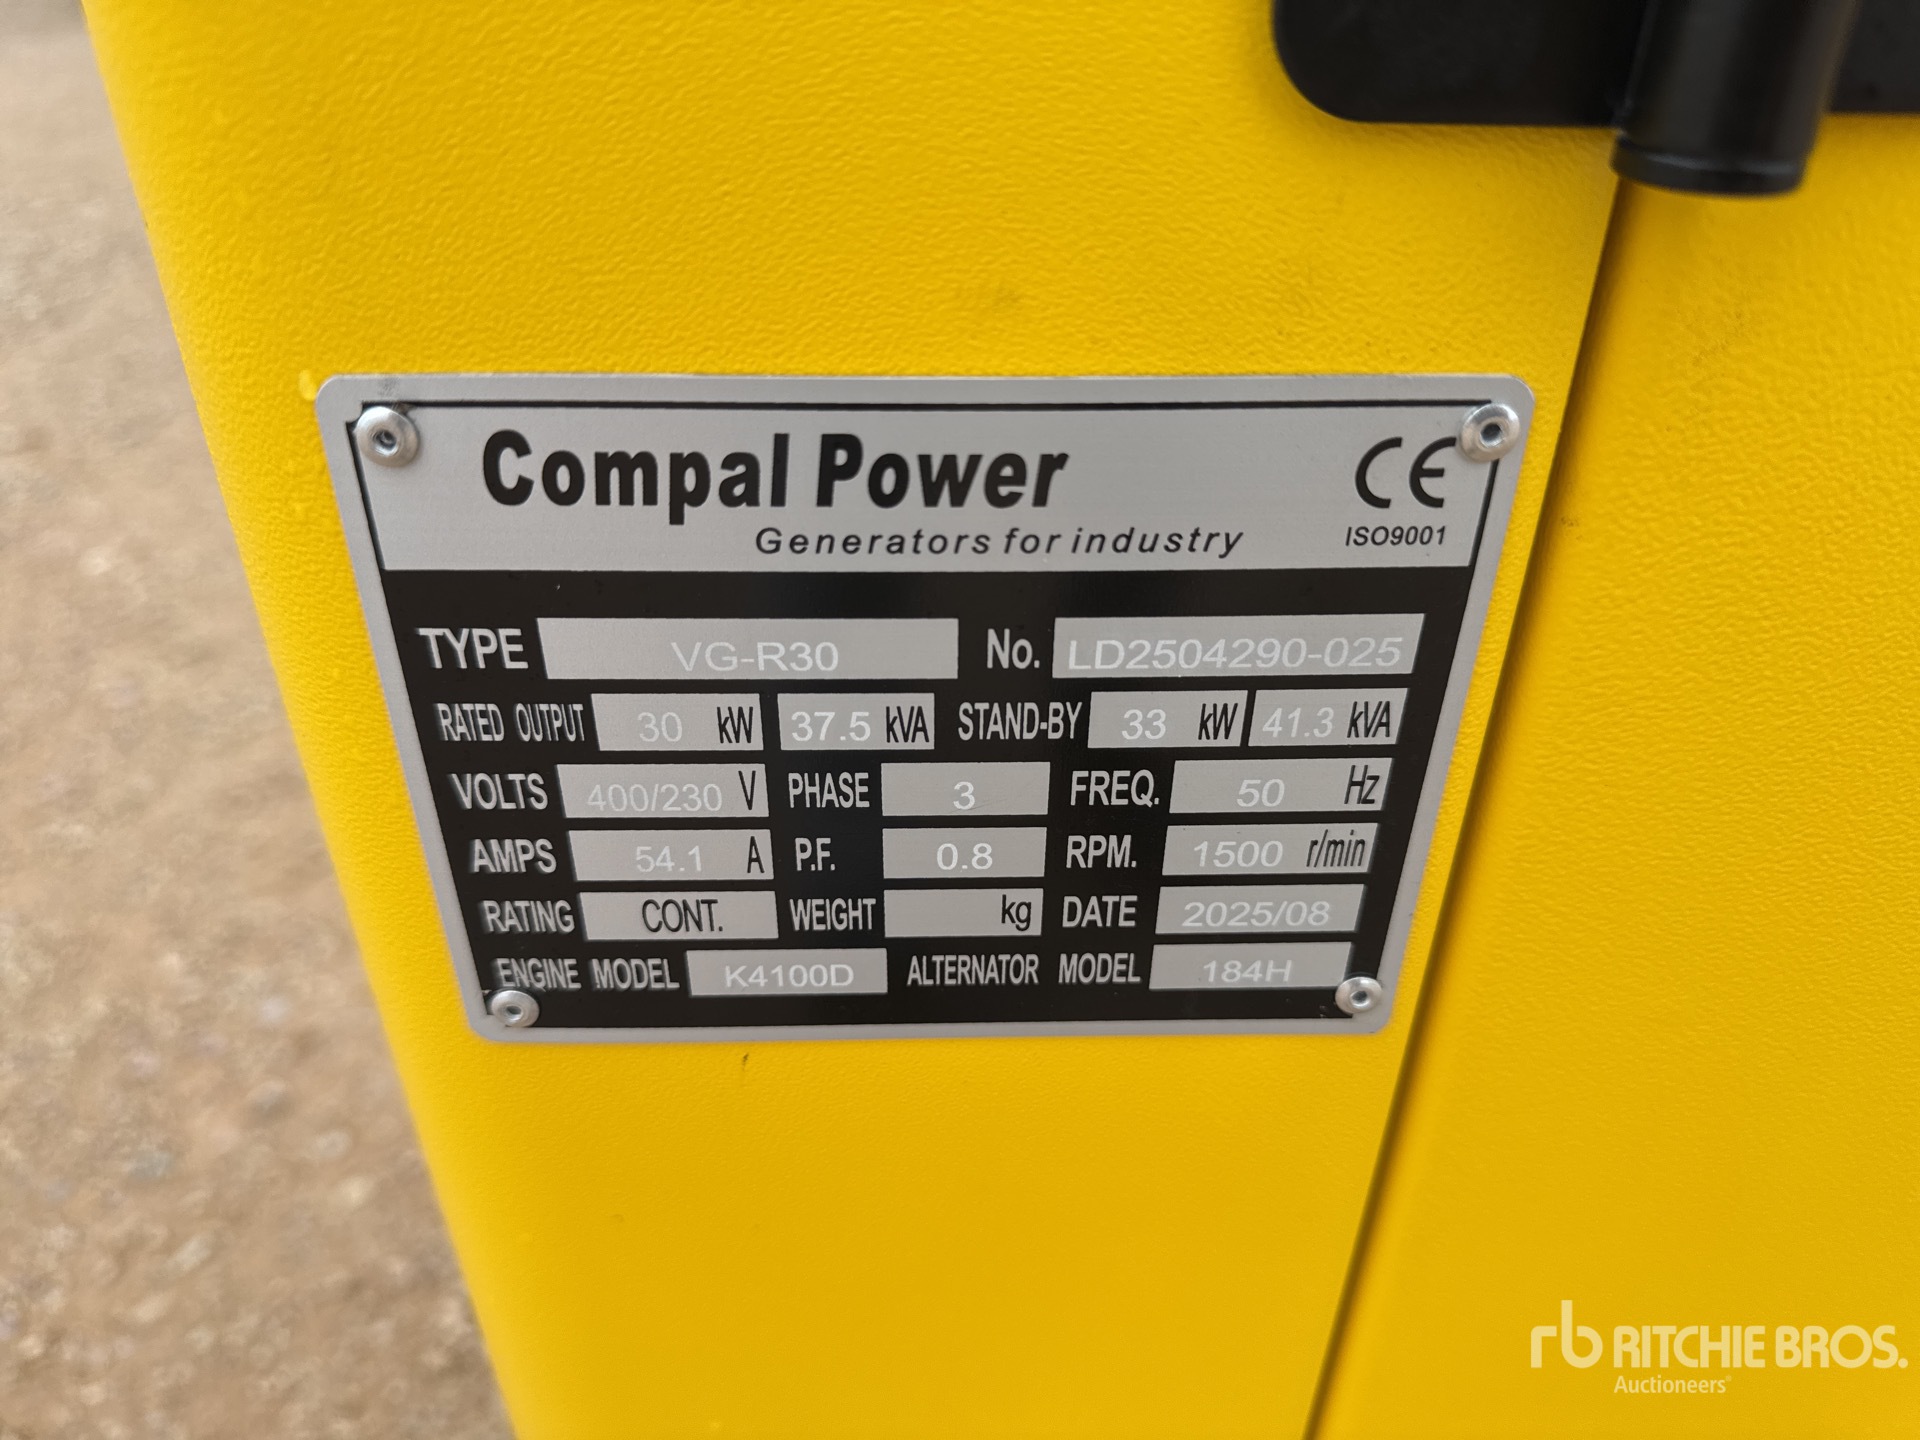 Compal Power CE
Generators for industry ISO9001
TYPE VG-R30 No. LD2504290-025
RATED OUTPUT 30 kW 37.5 kVA STAND-BY 33 kW 41.3 kVA
VOLTS 400/230 V PHASE 3 FREQ. 50 Hz
AMPS 54.1 A P.F. 0.8 RPM. 1500 r/min
RATING CONT. WEIGHT kg DATE 2025/08
ENGINE MODEL K4100D ALTERNATOR MODEL 184H
rb RITCHIE BROS.
Auctioneers